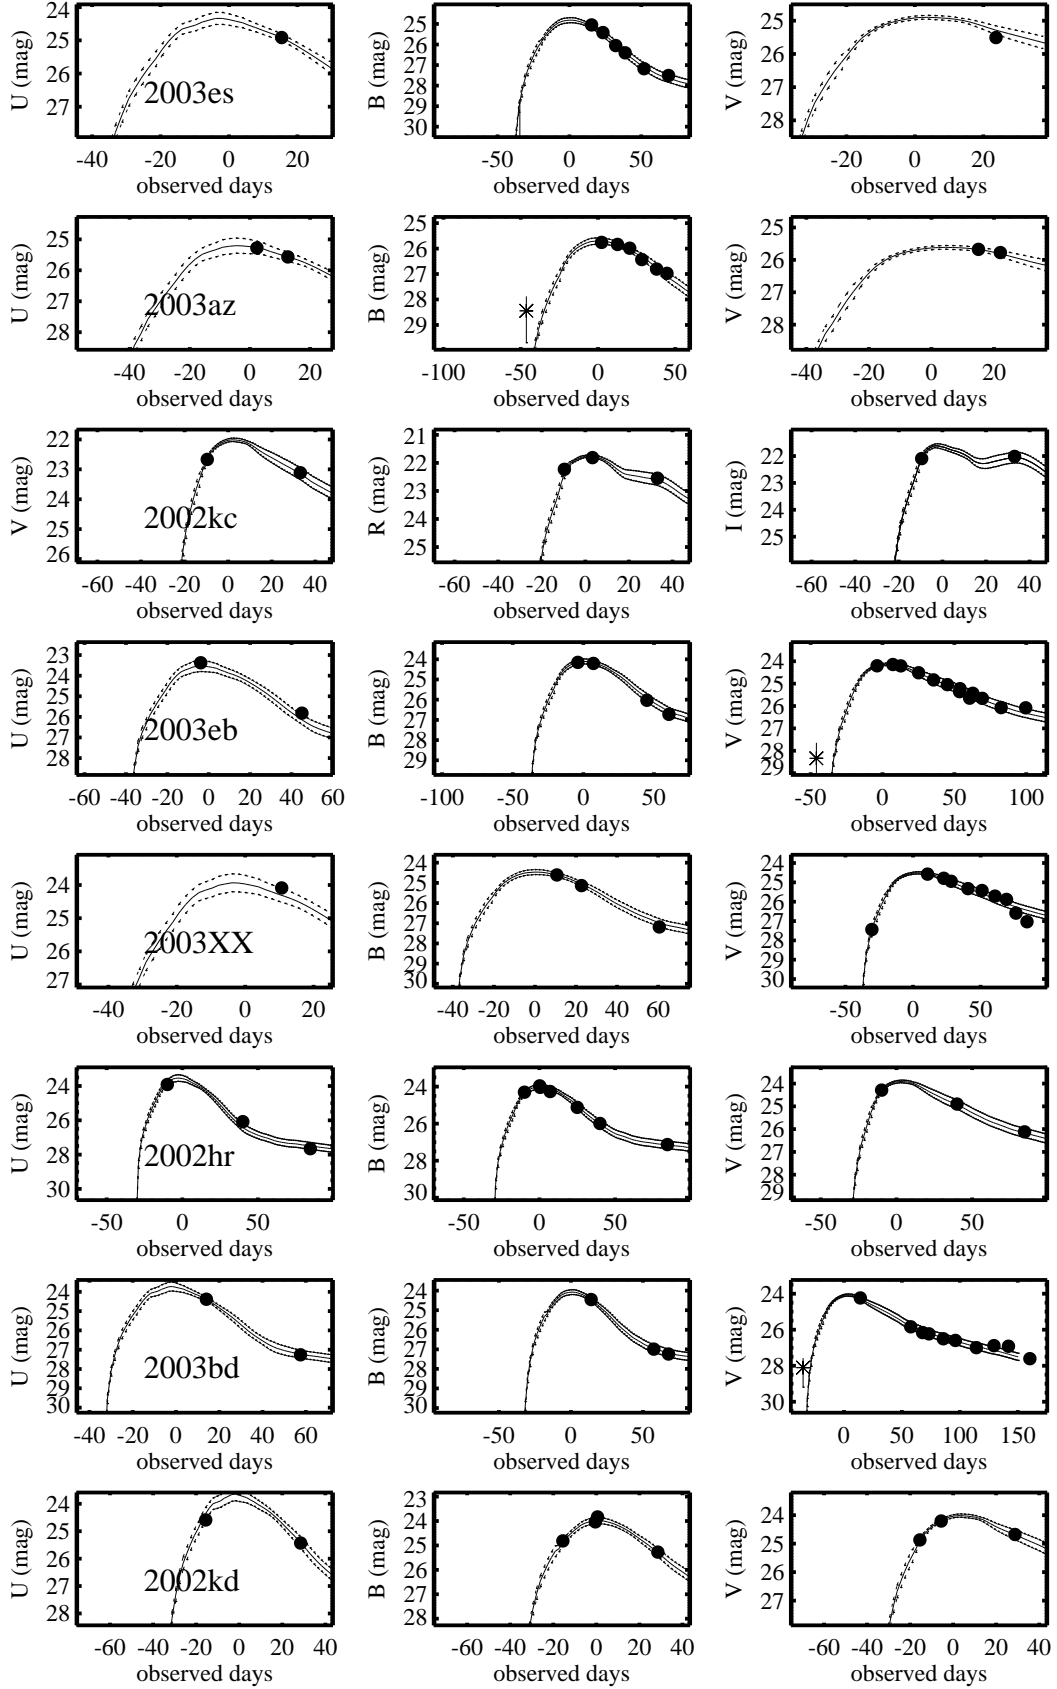 U (mag)
24
25
26
27
2003es
-40 -20 0 20
observed days
B (mag)
25
26
27
28
29
30
-50 0 50
observed days
V (mag)
25
26
27
28
-20 0 20
observed days
U (mag)
25
26
27
28
2003az
-40 -20 0 20
observed days
B (mag)
25
26
27
28
29
-100 -50 0 50
observed days
V (mag)
25
26
27
28
-40 -20 0 20
observed days
V (mag)
22
23
24
25
26
2002kc
-60 -40 -20 0 20 40
observed days
R (mag)
21
22
23
24
25
-60 -40 -20 0 20 40
observed days
I (mag)
22
23
24
25
-60 -40 -20 0 20 40
observed days
U (mag)
23
24
25
26
27
28
2003eb
-60 -40 -20 0 20 40 60
observed days
B (mag)
24
25
26
27
28
29
-100 -50 0 50
observed days
V (mag)
24
25
26
27
28
29
-50 0 50 100
observed days
U (mag)
24
25
26
27
2003XX
-40 -20 0 20
observed days
B (mag)
24
25
26
27
28
29
30
-40 -20 0 20 40 60
observed days
V (mag)
24
25
26
27
28
29
30
-50 0 50
observed days
U (mag)
24
26
28
30
2002hr
-50 0 50
observed days
B (mag)
24
26
28
30
-50 0 50
observed days
V (mag)
24
25
26
27
28
29
-50 0 50
observed days
U (mag)
24
25
26
27
28
29
30
2003bd
-40 -20 0 20 40 60
observed days
B (mag)
24
25
26
27
28
29
30
-50 0 50
observed days
V (mag)
24
26
28
30
0 50 100 150
observed days
U (mag)
24
25
26
27
28
2002kd
-60 -40 -20 0 20 40
observed days
B (mag)
23
24
25
26
27
28
-60 -40 -20 0 20 40
observed days
V (mag)
24
25
26
27
-60 -40 -20 0 20 40
observed days